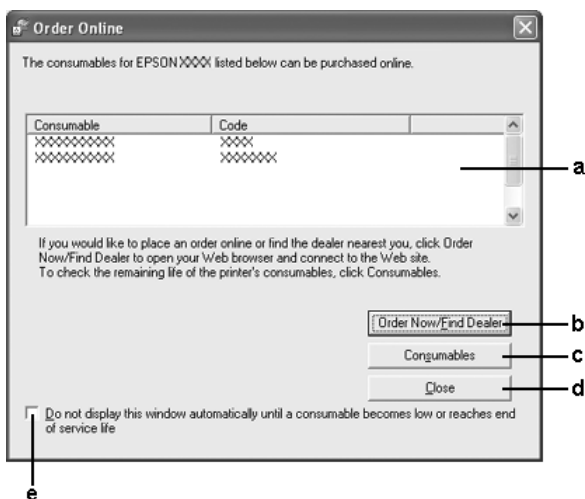 Order Online
The consumables for EPSON XXXX listed below can be purchased online.
Consumable Code
XXXXXXXXXX XXXX
XXXXXXXXXX XXXXXXX
a
If you would like to place an order online or find the dealer nearest you, click Order
Now/Find Dealer to open your Web browser and connect to the Web site.
To check the remaining life of the printer's consumables, click Consumables.
Order Now/Find Dealer
b
Consumables
c
Close
d
Do not display this window automatically until a consumable becomes low or reaches end
of service life
e